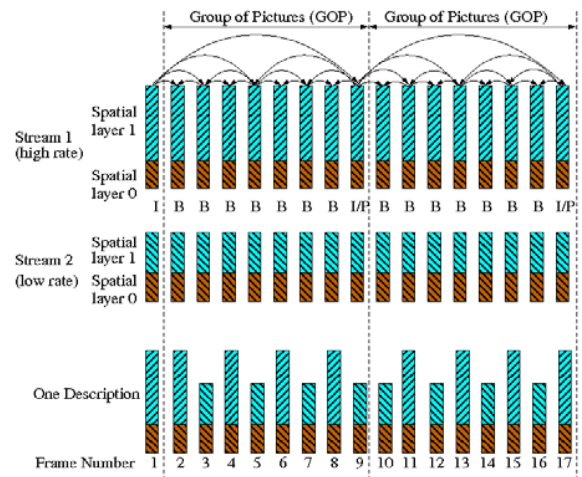 Group of Pictures (GOP) Group of Pictures (GOP)
Spatial
layer 1
Stream 1
(high rate)
Spatial
layer 0
I B B B B B B B I/P B B B B B B B I/P
Spatial
layer 1
Stream 2
(low rate)
Spatial
layer 0
One Description
Frame Number 1 2 3 4 5 6 7 8 9 10 11 12 13 14 15 16 17